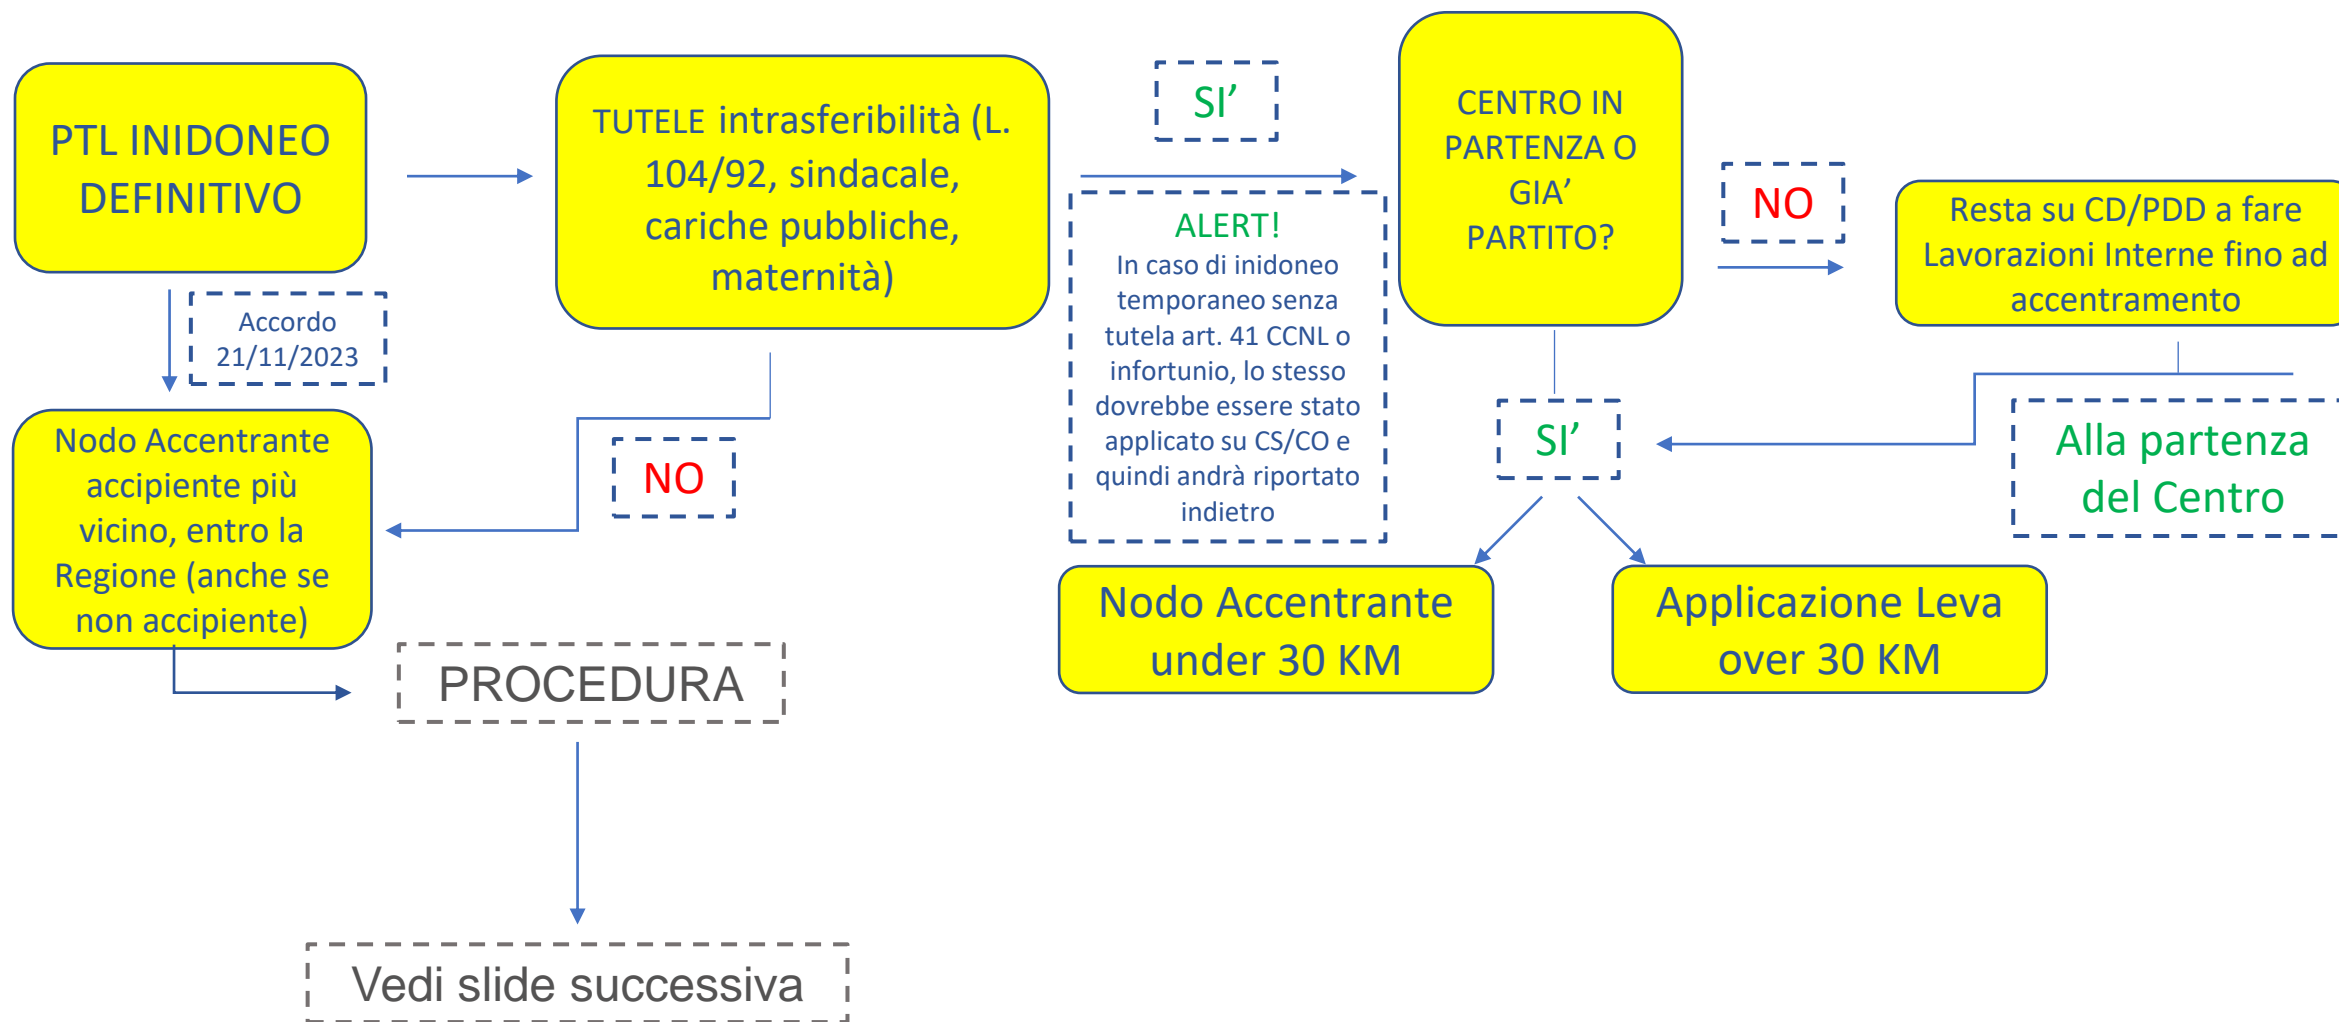 PTL INIDONEO
DEFINITIVO
TUTELE intrasferibilità (L.
104/92, sindacale,
cariche pubbliche,
maternità)
SI’
CENTRO IN
PARTENZA O
GIA’
PARTITO?
NO
Resta su CD/PDD a fare
Lavorazioni Interne fino ad
accentramento
Accordo
21/11/2023
ALERT!
In caso di inidoneo
temporaneo senza
tutela art. 41 CCNL o
infortunio, lo stesso
dovrebbe essere stato
applicato su CS/CO e
quindi andrà riportato
indietro
Nodo Accentrante
accipiente più
vicino, entro la
Regione (anche se
non accipiente)
NO
SI’
Alla partenza
del Centro
Nodo Accentrante
under 30 KM
Applicazione Leva
over 30 KM
PROCEDURA
Vedi slide successiva